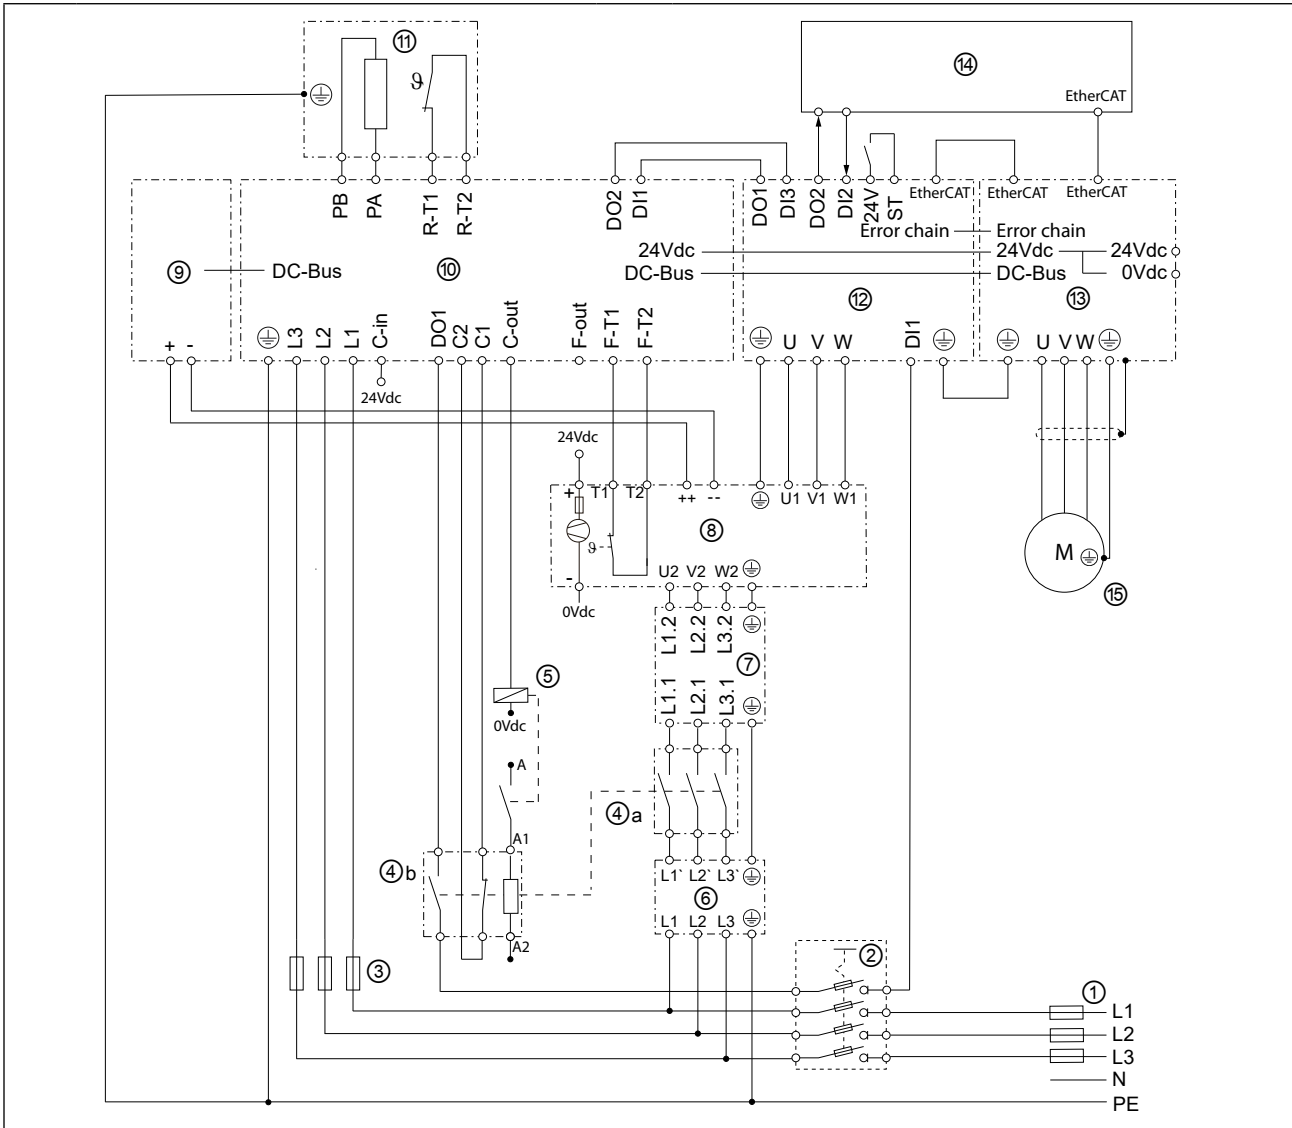 ⑪
ϑ
⑭
EtherCAT
PB
PA
R-T1
R-T2
DO2
DI1
DO1
DI3
DO2
DI2
24V
ST
EtherCAT
EtherCAT
EtherCAT
Error chain
Error chain
24Vdc
24Vdc
24Vdc
DC-Bus
DC-Bus
0Vdc
⑨
DC-Bus
⑩
⑫
⑬
+
-
L3
L2
L1
C-in
DO1
C2
C1
C-out
F-out
F-T1
F-T2
U
V
W
DI1
U
V
W
24Vdc
24Vdc
+
T1
T2
++
--
U1
V1
W1
⑧
ϑ
M
-
U2
V2
W2
⑮
0Vdc
L1.2
L2.2
L3.2
⑦
⑤
L1.1
L2.1
L3.1
0Vdc
A
④a
A1
④b
L1`
L2`
L3`
⑥
L1
L2
L3
A2
②
③
①
L1
L2
L3
N
PE